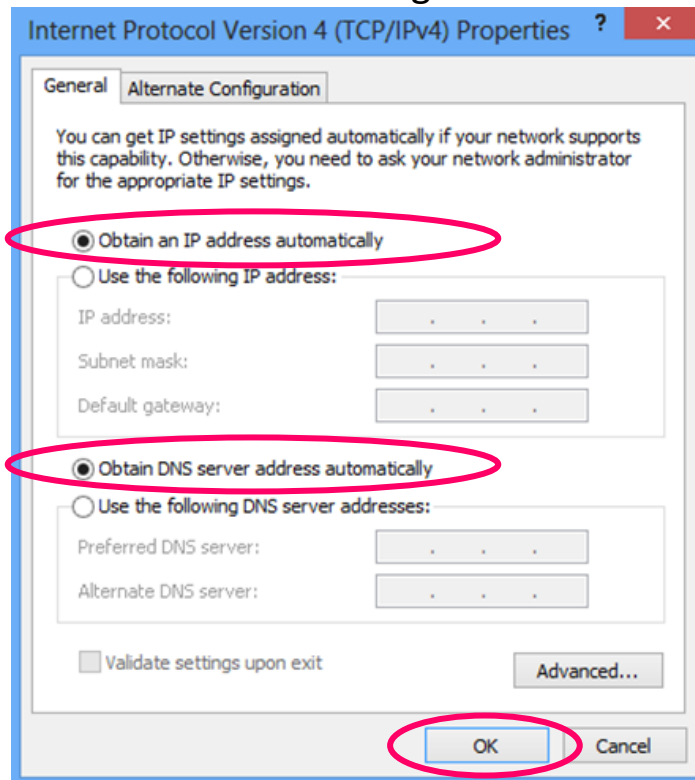 Internet Protocol Version 4 (TCP/IPv4) Properties ? ×
General Alternate Configuration
You can get IP settings assigned automatically if your network supports
this capability. Otherwise, you need to ask your network administrator
for the appropriate IP settings.
Obtain an IP address automatically
Use the following IP address:
IP address: . . .
Subnet mask: . . .
Default gateway: . . .
Obtain DNS server address automatically
Use the following DNS server addresses:
Preferred DNS server: . . .
Alternate DNS server: . . .
Validate settings upon exit
Advanced...
OK Cancel